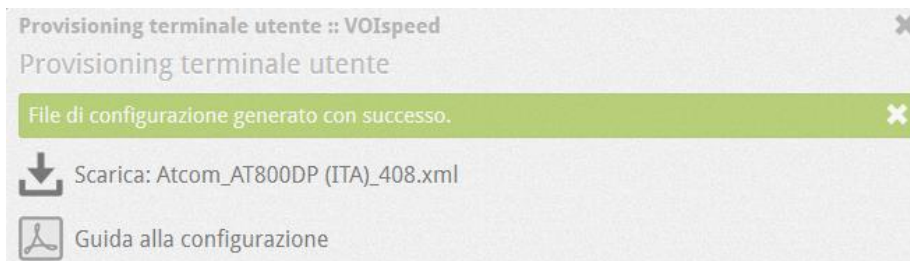 Provisioning terminale utente :: VOIspeed
Provisioning terminale utente
File di configurazione generato con successo.
Scarica: Atcom_AT800DP (ITA)_408.xml
Guida alla configurazione